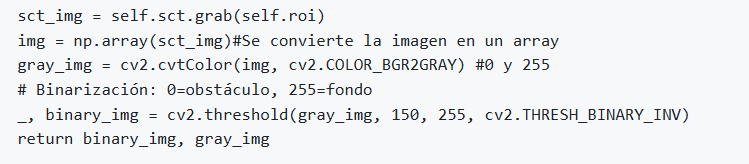 sct_img = self.sct.grab(self.roi)
img = np.array(sct_img)#Se convierte la imagen en un array
gray_img = cv2.cvtColor(img, cv2.COLOR_BGR2GRAY) #0 y 255
# Binarización: 0=obstáculo, 255=fondo
_, binary_img = cv2.threshold(gray_img, 150, 255, cv2.THRESH_BINARY_INV)
return binary_img, gray_img